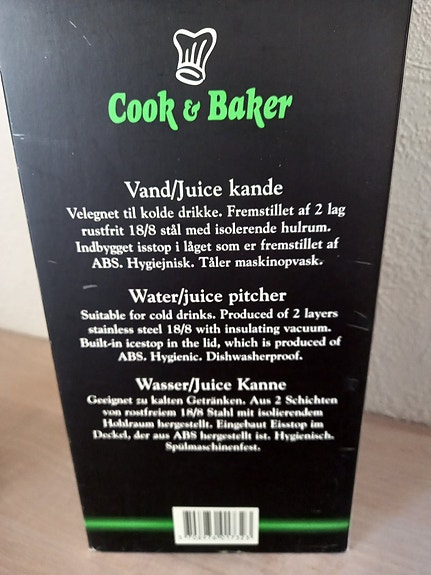 Cook & Baker
Vand/Juice kande
Velegnet til kolde drikke. Fremstillet af 2 lag
rustfrit 18/8 stål med isolerende hulrum.
Indbygget isstop i låget som er fremstillet af
ABS. Hygiejnisk. Tåler maskinopvask.
Water/juice pitcher
Suitable for cold drinks. Produced of 2 layers
stainless steel 18/8 with insulating vacuum.
Built-in icestop in the lid, which is produced of
ABS. Hygienic. Dishwasherproof.
Wasser/Juice Kanne
Geeignet zu kalten Getränken. Aus 2 Schichten
von rostfreiem 18/8 Stahl mit isolierendem
Hohlraum hergestellt. Eingebaut Eisstop im
Deckel, der aus ABS hergestellt ist. Hygienisch.
Spülmaschinenfest.